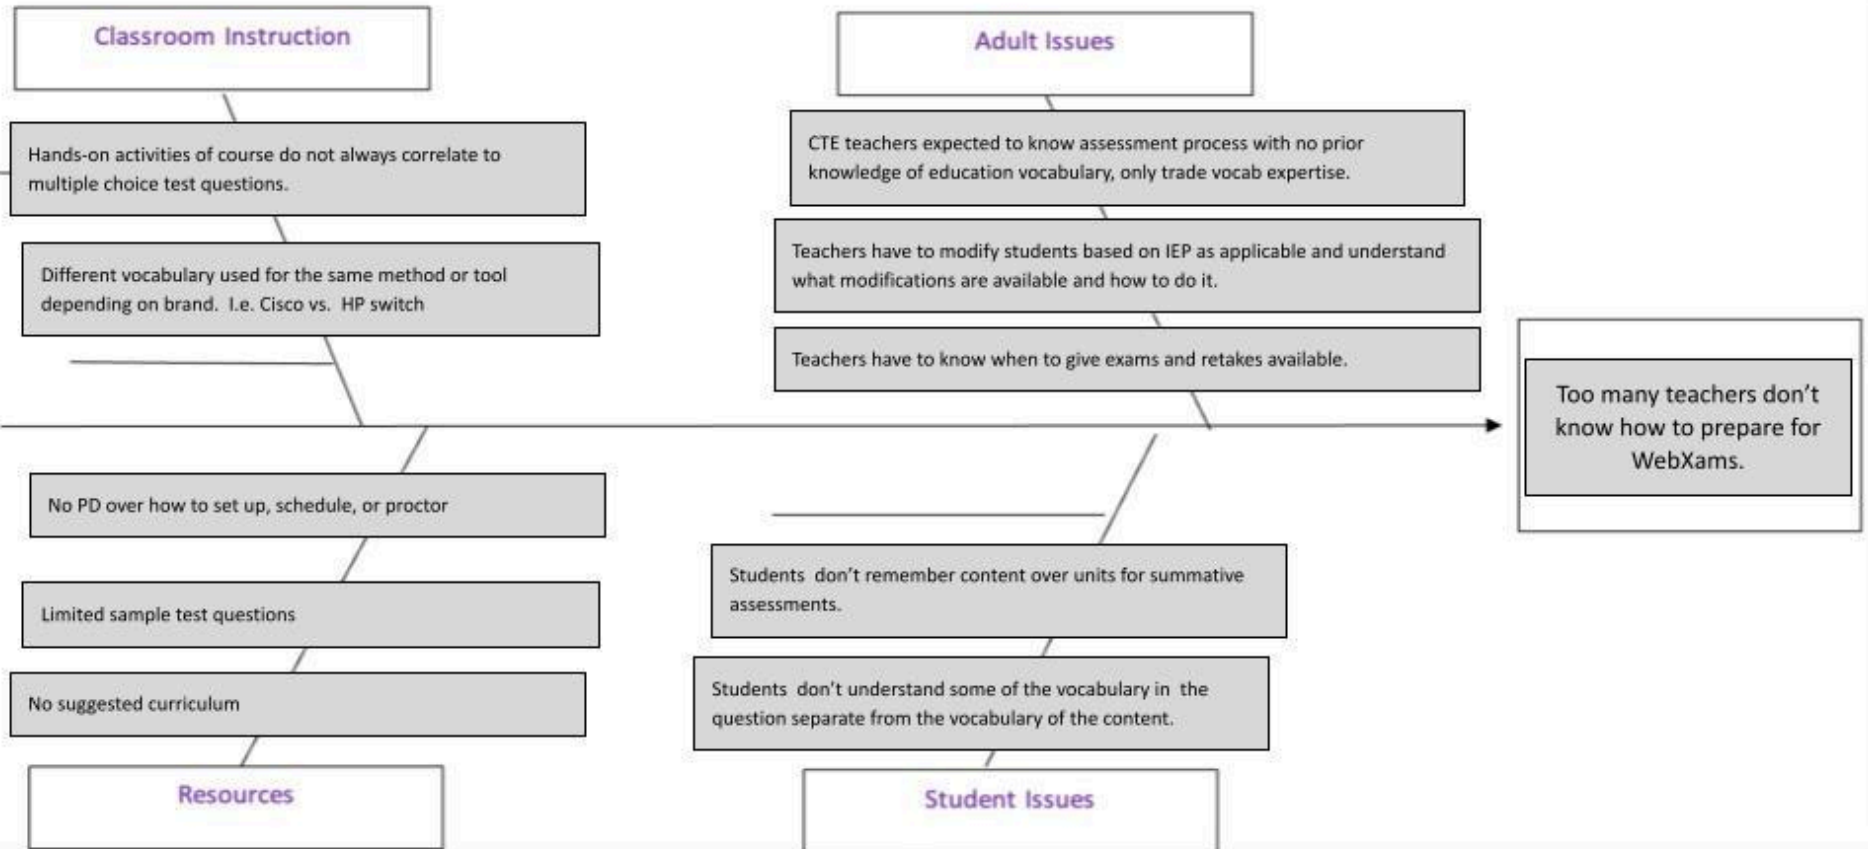 Classroom Instruction
Hands-on activities of course do not always correlate to
multiple choice test questions.
Different vocabulary used for the same method or tool
depending on brand.  I.e. Cisco vs.  HP switch
Adult Issues
CTE teachers expected to know assessment process with no prior
knowledge of education vocabulary, only trade vocab expertise.
Teachers have to modify students based on IEP as applicable and understand
what modifications are available and how to do it.
Teachers have to know when to give exams and retakes available.
Too many teachers don’t
know how to prepare for
WebXams.
No PD over how to set up, schedule, or proctor
Limited sample test questions
No suggested curriculum
Resources
Students  don’t remember content over units for summative
assessments.
Students  don’t understand some of the vocabulary in  the
question separate from the vocabulary of the content.
Student Issues